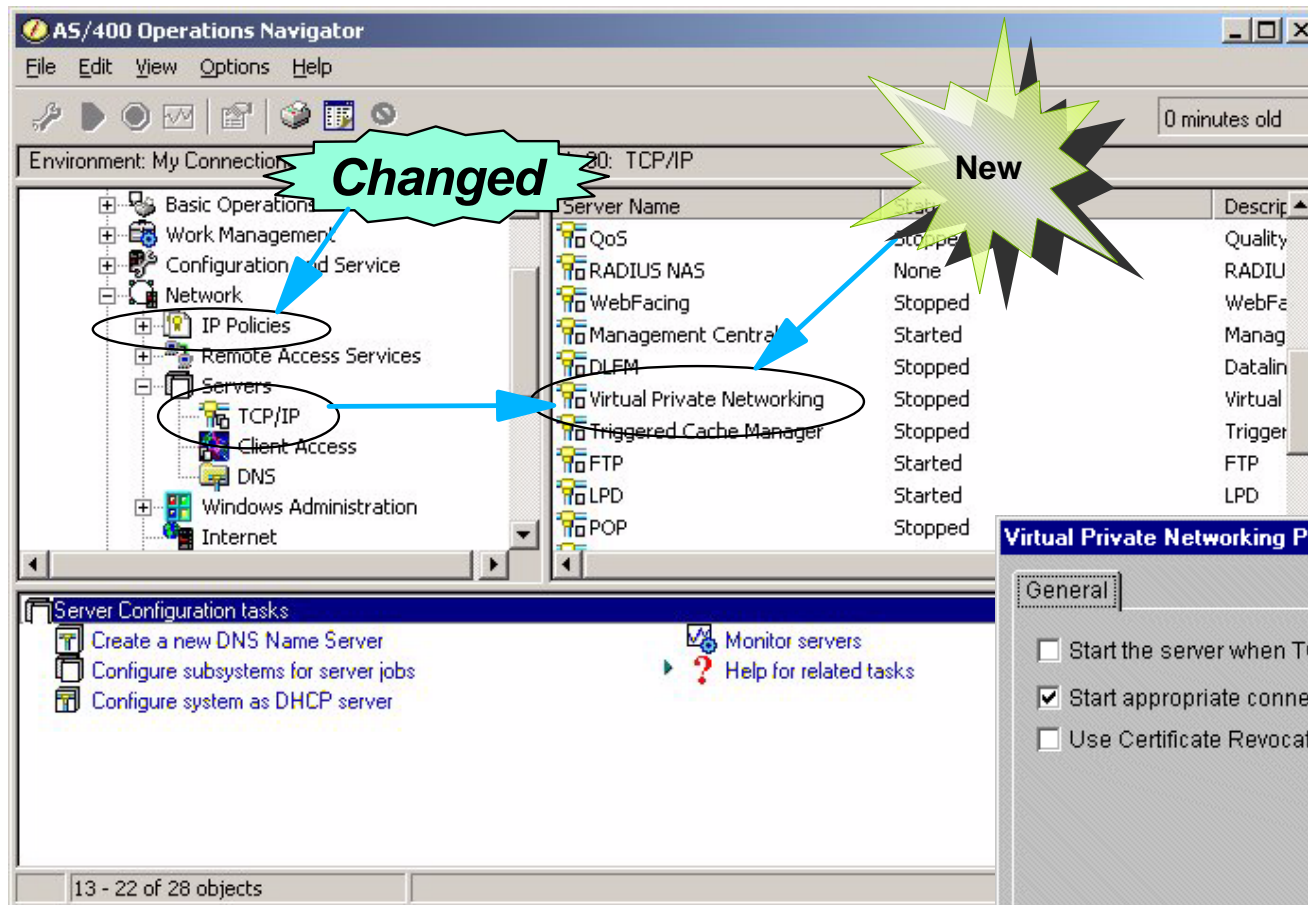 AS/400 Operations Navigator
File Edit View Options Help
0 minutes old
Environment: My Connection
TCP/IP
Changed
New
Basic Operations
Work Management
Configuration and Service
Network
IP Policies
Remote Access Services
Servers
TCP/IP
Client Access
DNS
Windows Administration
Internet
Server Name Descrip
QoS Stopped Quality
RADIUS NAS None RADIU
WebFacing Stopped WebFa
Management Central Started Manag
DLFM Stopped Datalin
Virtual Private Networking Stopped Virtual
Triggered Cache Manager Stopped Trigger
FTP Started FTP
LPD Started LPD
POP Stopped
Server Configuration tasks
Create a new DNS Name Server
Configure subsystems for server jobs
Configure system as DHCP server
Monitor servers
Help for related tasks
Virtual Private Networking P
General
Start the server when T
Start appropriate conne
Use Certificate Revocat
13 - 22 of 28 objects